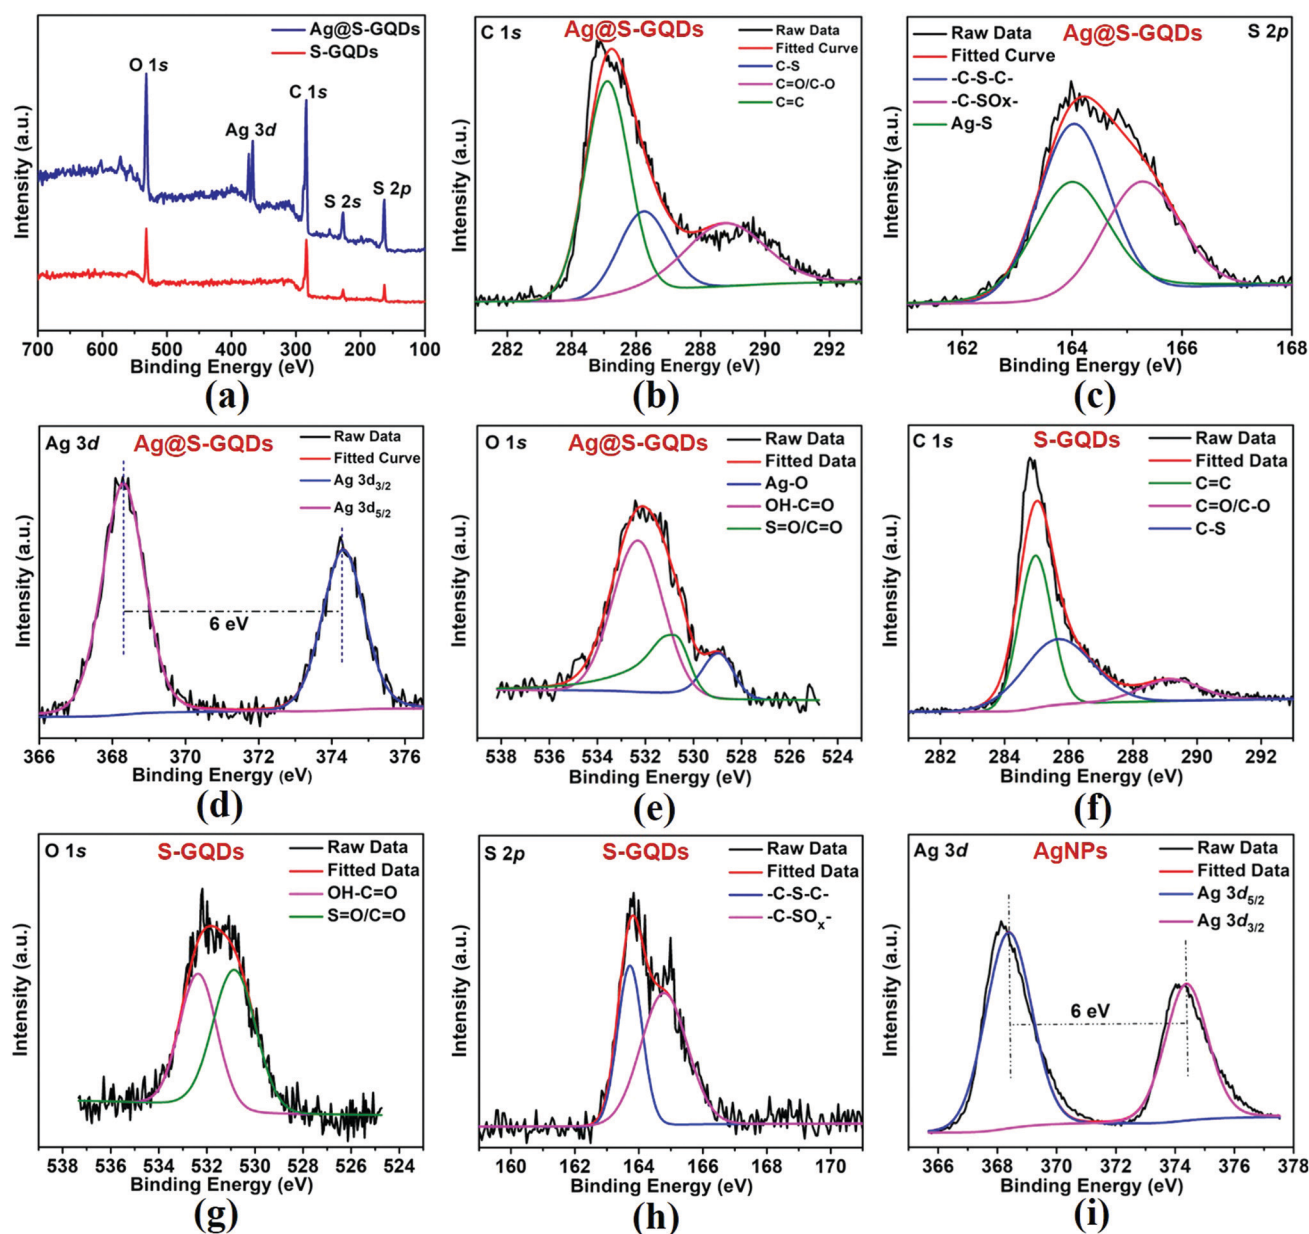 Ag@S-GQDs
S-GQDs
O 1s
Ag 3d
C 1s
S 2s
S 2p
Intensity (a.u.)
700 600 500 400 300 200 100
Binding Energy (eV)
(a)
C 1s
Ag@S-GQDs
Raw Data
Fitted Curve
C-S
C=O/C-O
C=C
Intensity (a.u.)
282 284 286 288 290 292
Binding Energy (eV)
(b)
Ag@S-GQDs
S 2p
Raw Data
Fitted Curve
-C-S-C-
-C-SOx-
Ag-S
Intensity (a.u.)
162 164 166 168
Binding Energy (eV)
(c)
Ag 3d
Ag@S-GQDs
Raw Data
Fitted Curve
Ag 3d3/2
Ag 3d5/2
6 eV
Intensity (a.u.)
366 368 370 372 374 376
Binding Energy (eV)
(d)
O 1s
Ag@S-GQDs
Raw Data
Fitted Data
Ag-O
OH-C=O
S=O/C=O
Intensity (a.u.)
538 536 534 532 530 528 526 524
Binding Energy (eV)
(e)
C 1s
S-GQDs
Raw Data
Fitted Data
C=C
C=O/C-O
C-S
Intensity (a.u.)
282 284 286 288 290 292
Binding Energy (eV)
(f)
O 1s
S-GQDs
Raw Data
Fitted Data
OH-C=O
S=O/C=O
Intensity (a.u.)
538 536 534 532 530 528 526 524
Binding Energy (eV)
(g)
S 2p
S-GQDs
Raw Data
Fitted Data
-C-S-C-
-C-SOx-
Intensity (a.u.)
160 162 164 166 168 170
Binding Energy (eV)
(h)
Ag 3d
AgNPs
Raw Data
Fitted Data
Ag 3d5/2
Ag 3d3/2
6 eV
Intensity (a.u.)
366 368 370 372 374 376 378
Binding Energy (eV)
(i)